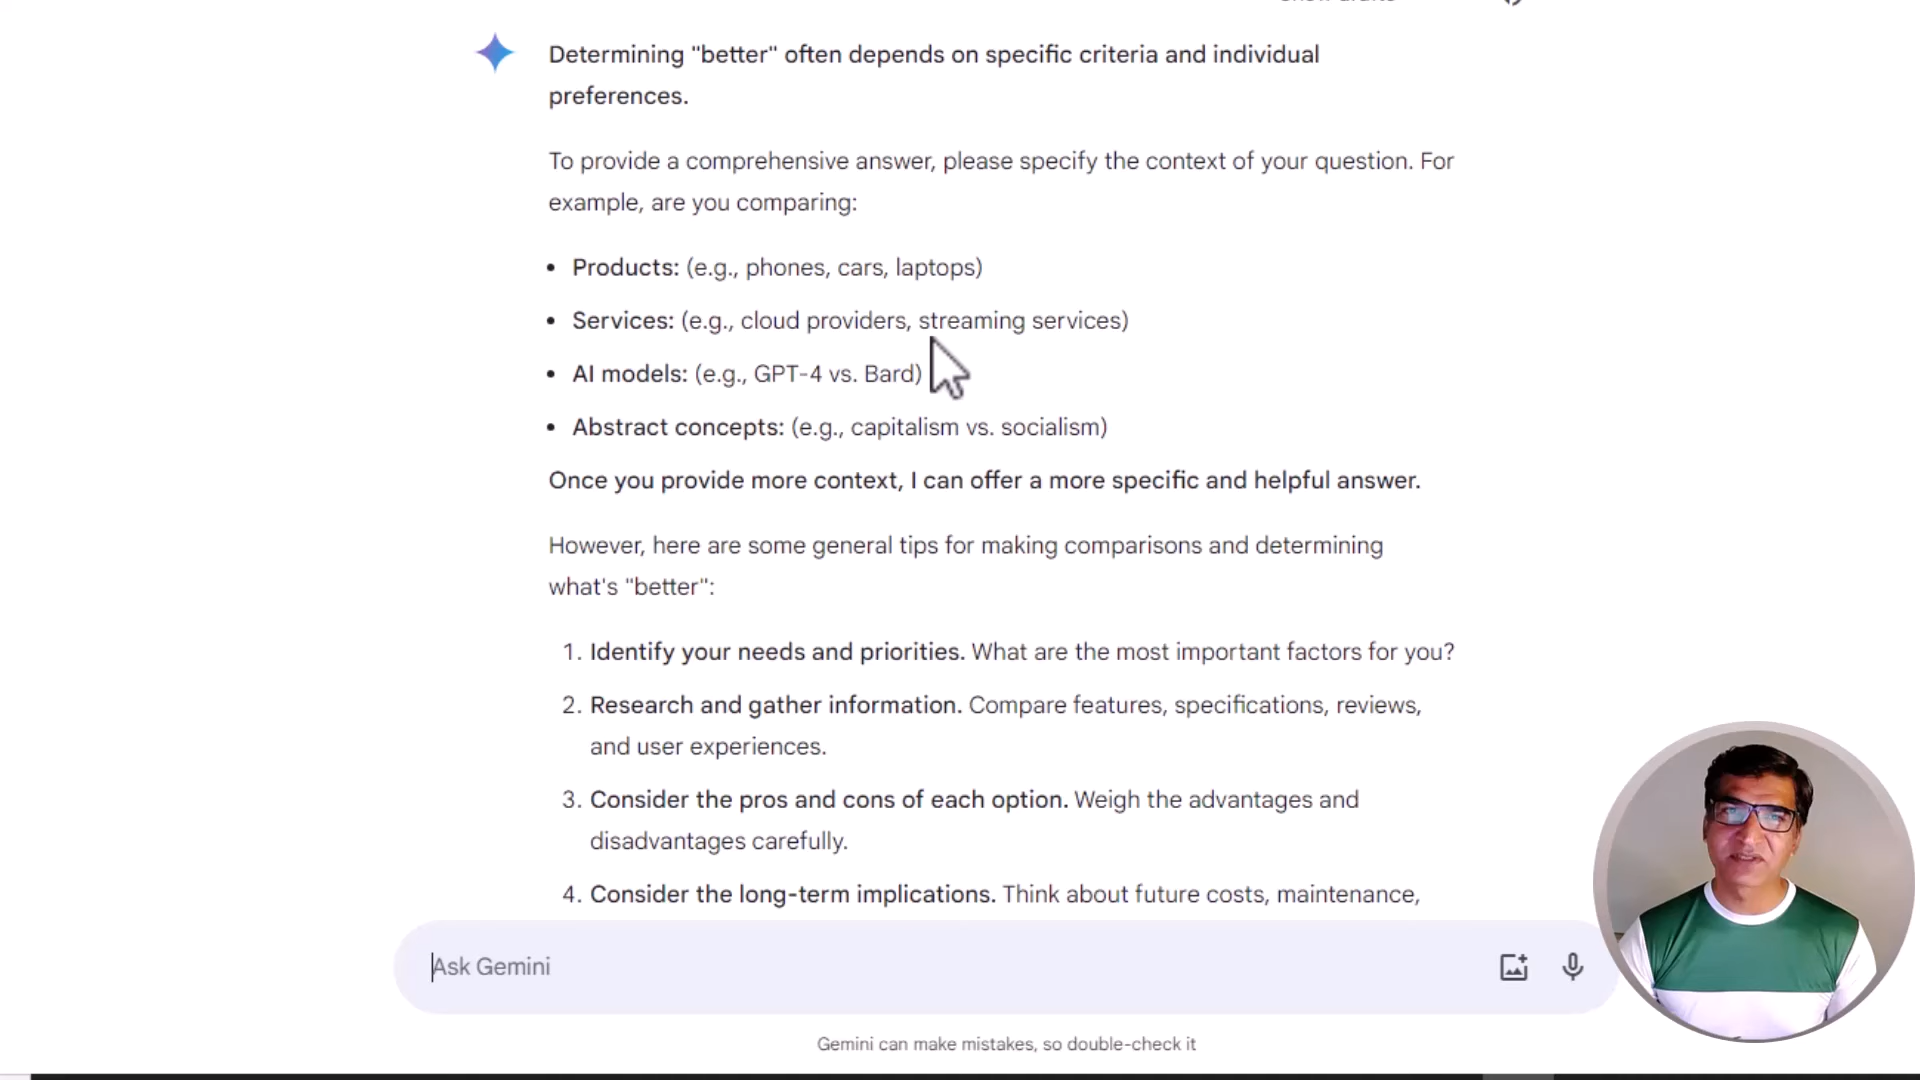 Show drafts
Determining "better" often depends on specific criteria and individual
preferences.
To provide a comprehensive answer, please specify the context of your question. For
example, are you comparing:
• Products: (e.g., phones, cars, laptops)
• Services: (e.g., cloud providers, streaming services)
• AI models: (e.g., GPT-4 vs. Bard)
• Abstract concepts: (e.g., capitalism vs. socialism)
Once you provide more context, I can offer a more specific and helpful answer.
However, here are some general tips for making comparisons and determining
what's "better":
1. Identify your needs and priorities. What are the most important factors for you?
2. Research and gather information. Compare features, specifications, reviews,
and user experiences.
3. Consider the pros and cons of each option. Weigh the advantages and
disadvantages carefully.
4. Consider the long-term implications. Think about future costs, maintenance,
Ask Gemini
Gemini can make mistakes, so double-check it